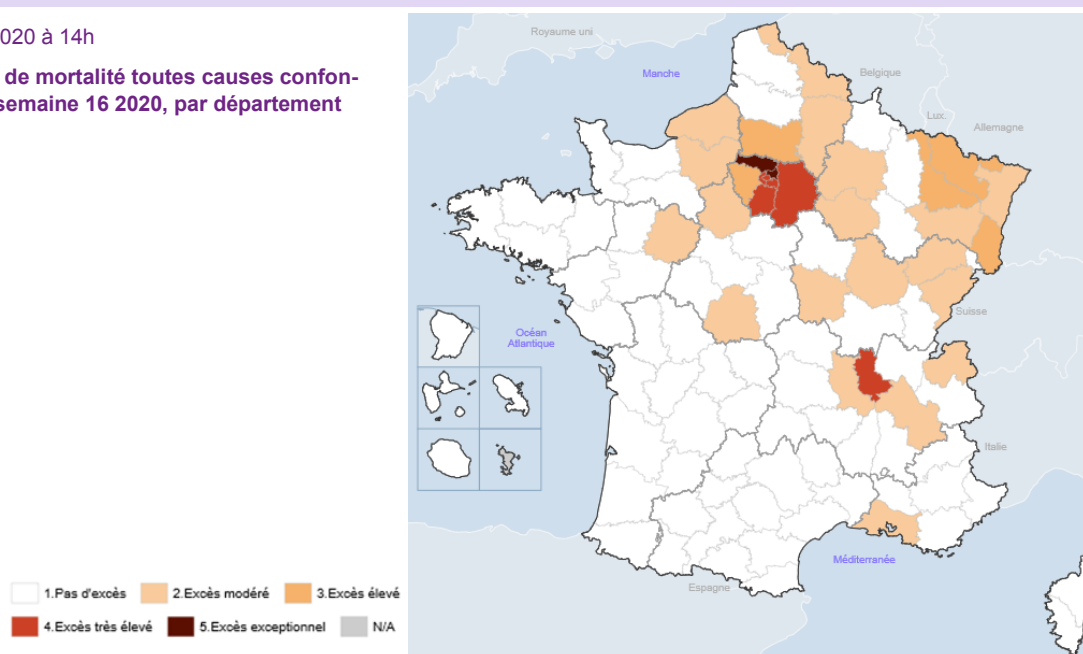 020 à 14h
de mortalité toutes causes confon-
semaine 16 2020, par département
Royaume uni
Manche
Belgique
Lux.
Allemagne
Suisse
Océan
Atlantique
Italie
Méditerranée
Espagne
1.Pas d'excès 2.Excès modéré 3.Excès élevé
4.Excès très élevé 5.Excès exceptionnel N/A